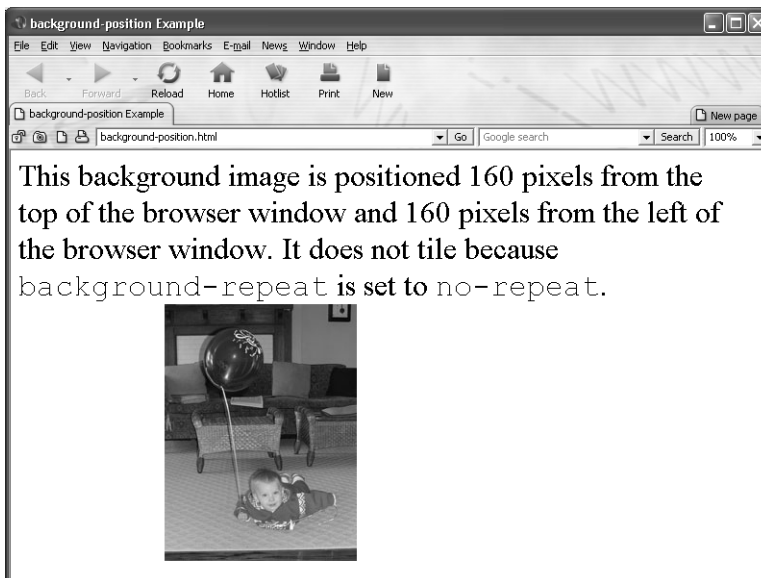 background-position Example
File Edit View Navigation Bookmarks E-mail News Window Help
Back Forward Reload Home Hotlist Print New
background-position Example New page
background-position.html Go Google search Search 100%
This background image is positioned 160 pixels from the
top of the browser window and 160 pixels from the left of
the browser window. It does not tile because
background-repeat is set to no-repeat.